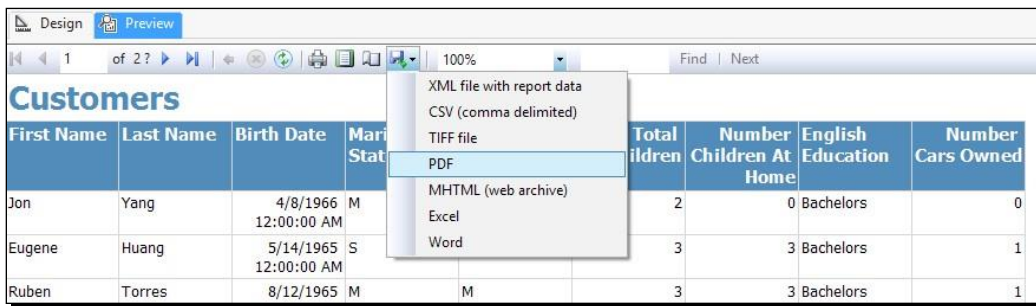 Design Preview
1 of 2 ? 100% Find | Next
Customers
First Name Last Name Birth Date Total Number English Number
Children At Education Cars Owned
Home
XML file with report data
CSV (comma delimited)
TIFF file
PDF
MHTML (web archive)
Excel
Word
Jon Yang 4/8/1966 M 2 0 Bachelors 0
12:00:00 AM
Eugene Huang 5/14/1965 S 3 3 Bachelors 1
12:00:00 AM
Ruben Torres 8/12/1965 M M 3 3 Bachelors 1